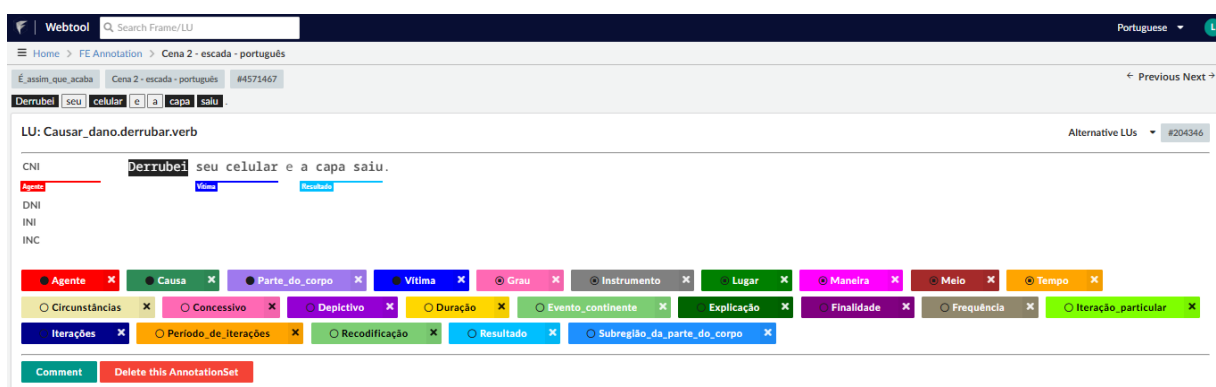 Webtool Search Frame/LU Portuguese L
Home > FE Annotation > Cena 2 - escada - português
É_assim_que_acaba Cena 2 - escada - português #4571467 ← Previous Next →
Derrubei seu celular e a capa saiu .
LU: Causar_dano.derrubar.verb Alternative LUs #204346
CNI Derrubei seu celular e a capa saiu.
Agente Vítima Resultado
DNI
INI
INC
Agente × Causa × Parte_do_corpo × Vítima × Grau × Instrumento × Lugar × Maneira × Meio × Tempo ×
Circunstâncias × Concessivo × Depictivo × Duração × Evento_continente × Explicação × Finalidade × Frequência × Iteração_particular ×
Iterações × Período_de_iterações × Recodificação × Resultado × Subregião_da_parte_do_corpo ×
Comment Delete this AnnotationSet